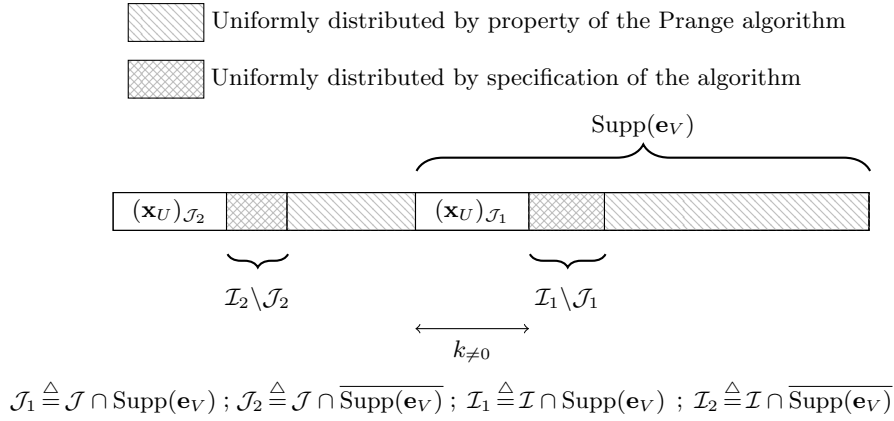 Uniformly distributed by property of the Prange algorithm
Uniformly distributed by specification of the algorithm
Supp(𝐞_V)
(𝐱_U)_{𝒥_2} (𝐱_U)_{𝒥_1}
ℐ_2\𝒥_2 ℐ_1\𝒥_1
k_{≠0}
𝒥_1 ≜ 𝒥 ∩ Supp(𝐞_V) ; 𝒥_2 ≜ 𝒥 ∩ \overline{Supp(𝐞_V)} ; ℐ_1 ≜ ℐ ∩ Supp(𝐞_V) ; ℐ_2 ≜ ℐ ∩ \overline{Supp(𝐞_V)}